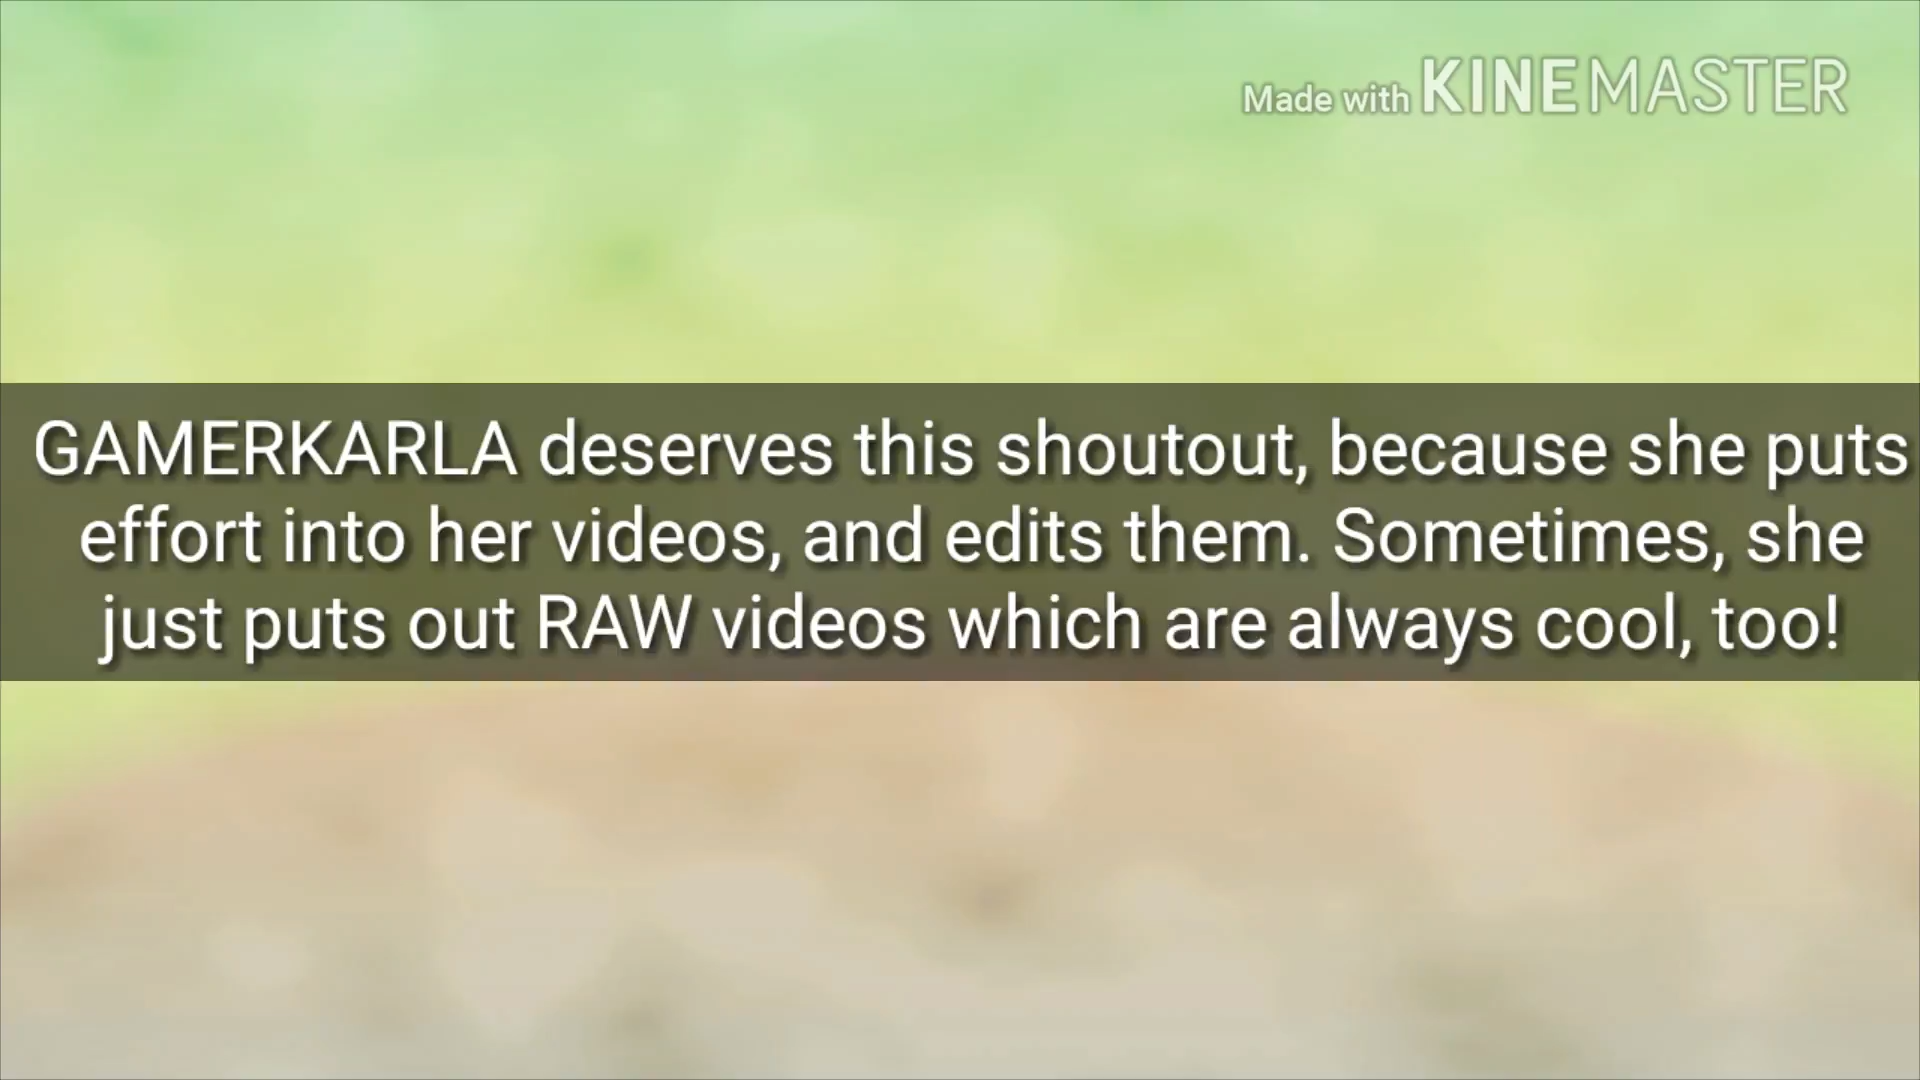 Made with KINEMASTER
GAMERKARLA deserves this shoutout, because she puts
effort into her videos, and edits them. Sometimes, she
just puts out RAW videos which are always cool, too!